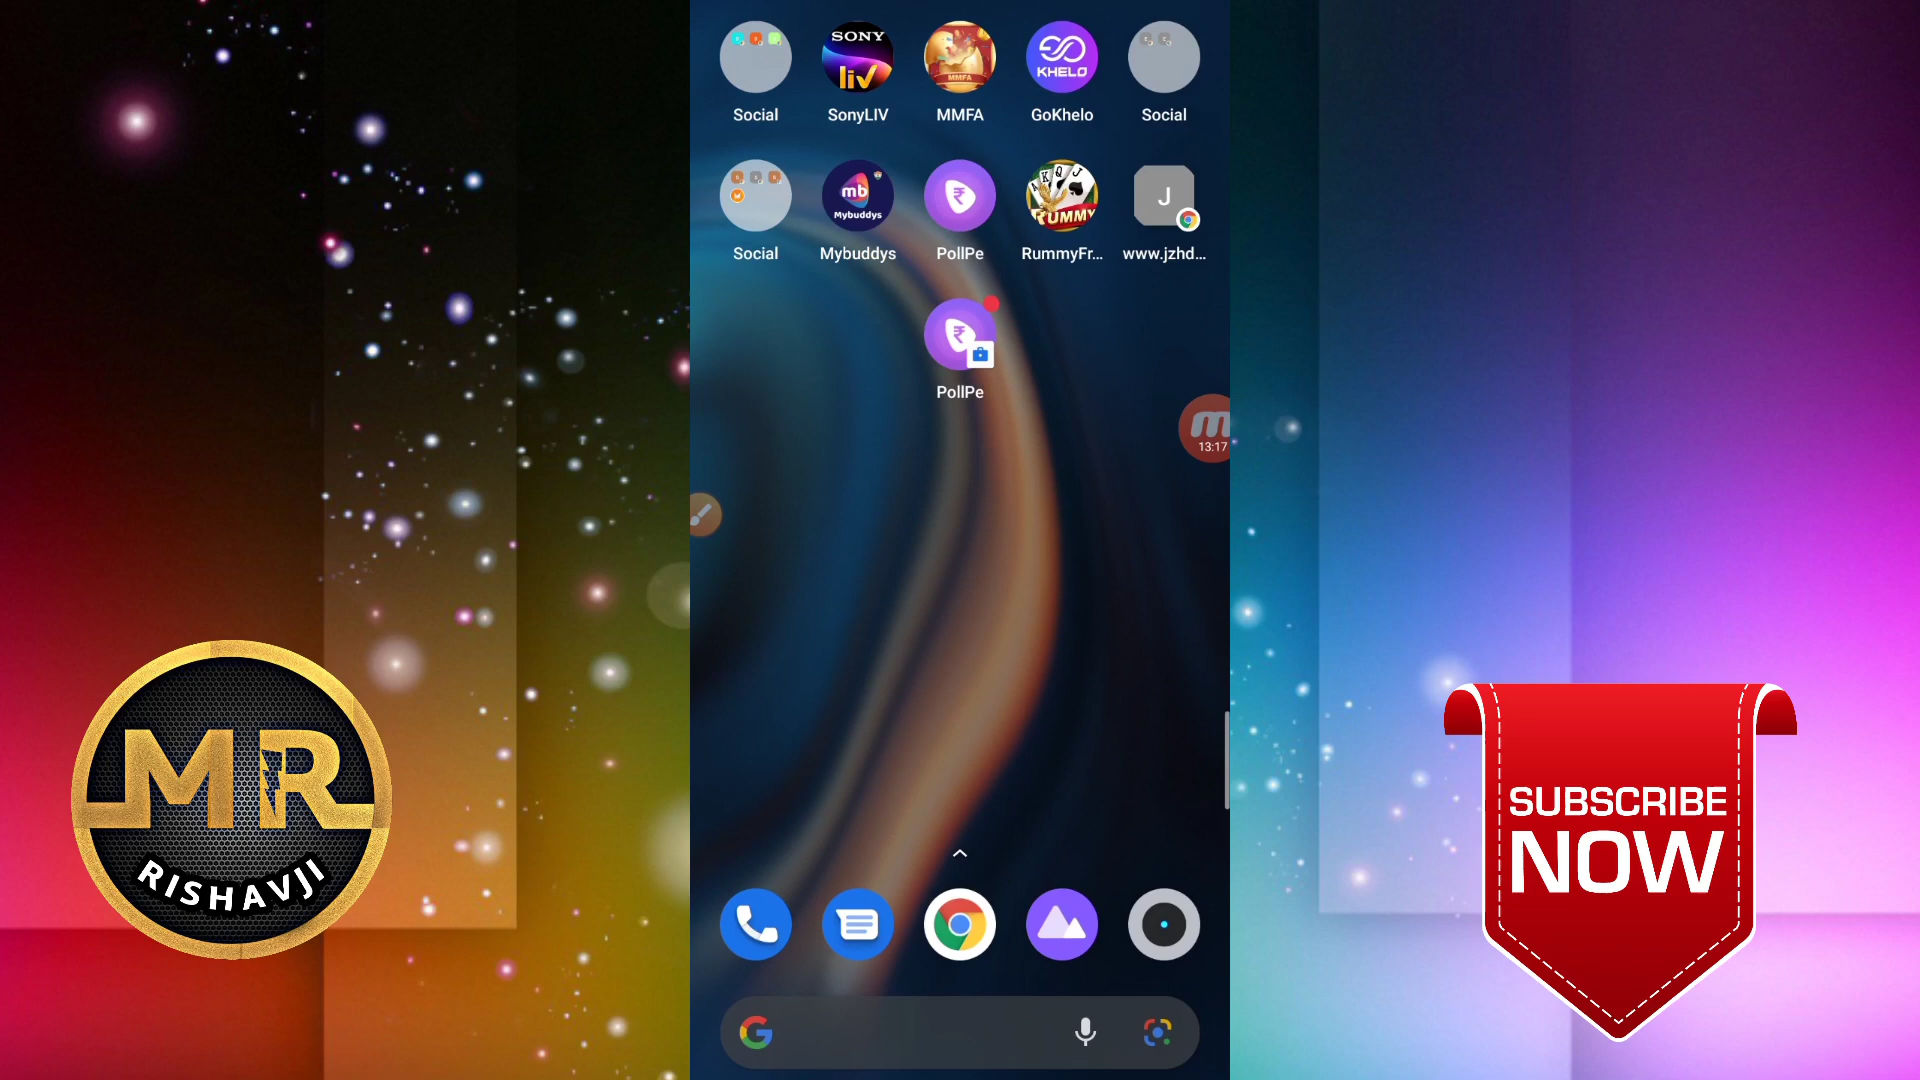 SONY
liv
MMFA
KHELO
Social
SonyLIV
MMFA
GoKhelo
Social
mb
Mybuddys
A K Q J
RUMMY
J
Social
Mybuddys
PollPe
RummyFr...
www.jzhd...
₹
PollPe
m
13:17
MR
RISHAVJI
SUBSCRIBE
NOW
G